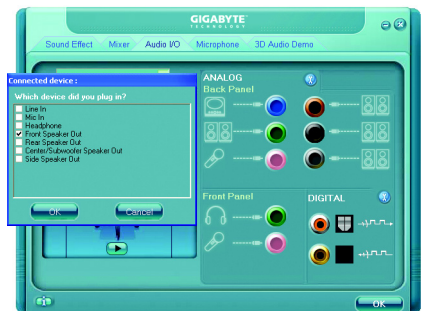 GIGABYTE
TECHNOLOGY
Sound Effect Mixer Audio I/O Microphone 3D Audio Demo
Connected device :
Which device did you plug in?
Line In
Mic In
Headphone
Front Speaker Out
Rear Speaker Out
Center/Subwoofer Speaker Out
Side Speaker Out
OK Cancel
ANALOG
Back Panel
Front Panel
DIGITAL
OK